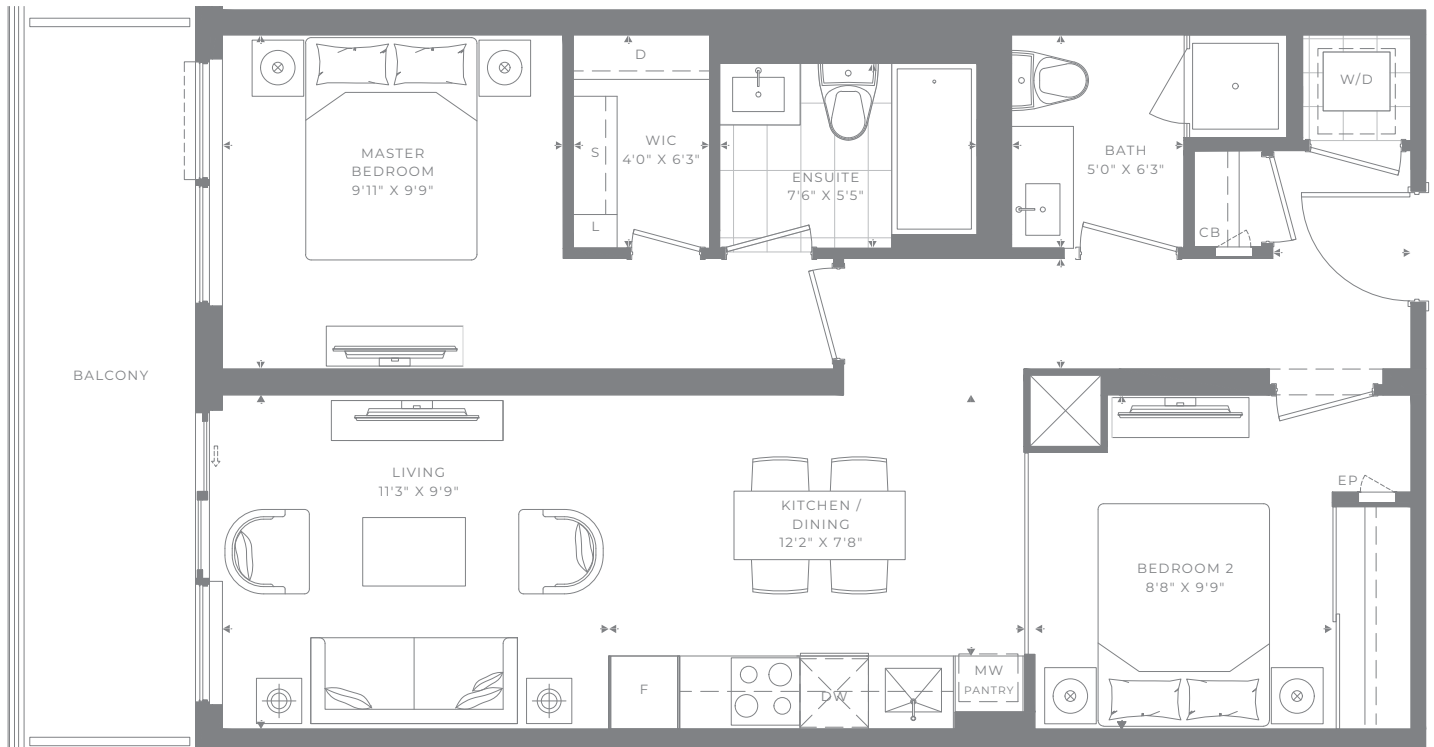 D
W/D
MASTER
BEDROOM
9'11" X 9'9"
S
WIC
4'0" X 6'3"
L
ENSUITE
7'6" X 5'5"
BATH
5'0" X 6'3"
CB
BALCONY
LIVING
11'3" X 9'9"
KITCHEN /
DINING
12'2" X 7'8"
EP
BEDROOM 2
8'8" X 9'9"
F
DW
MW
PANTRY